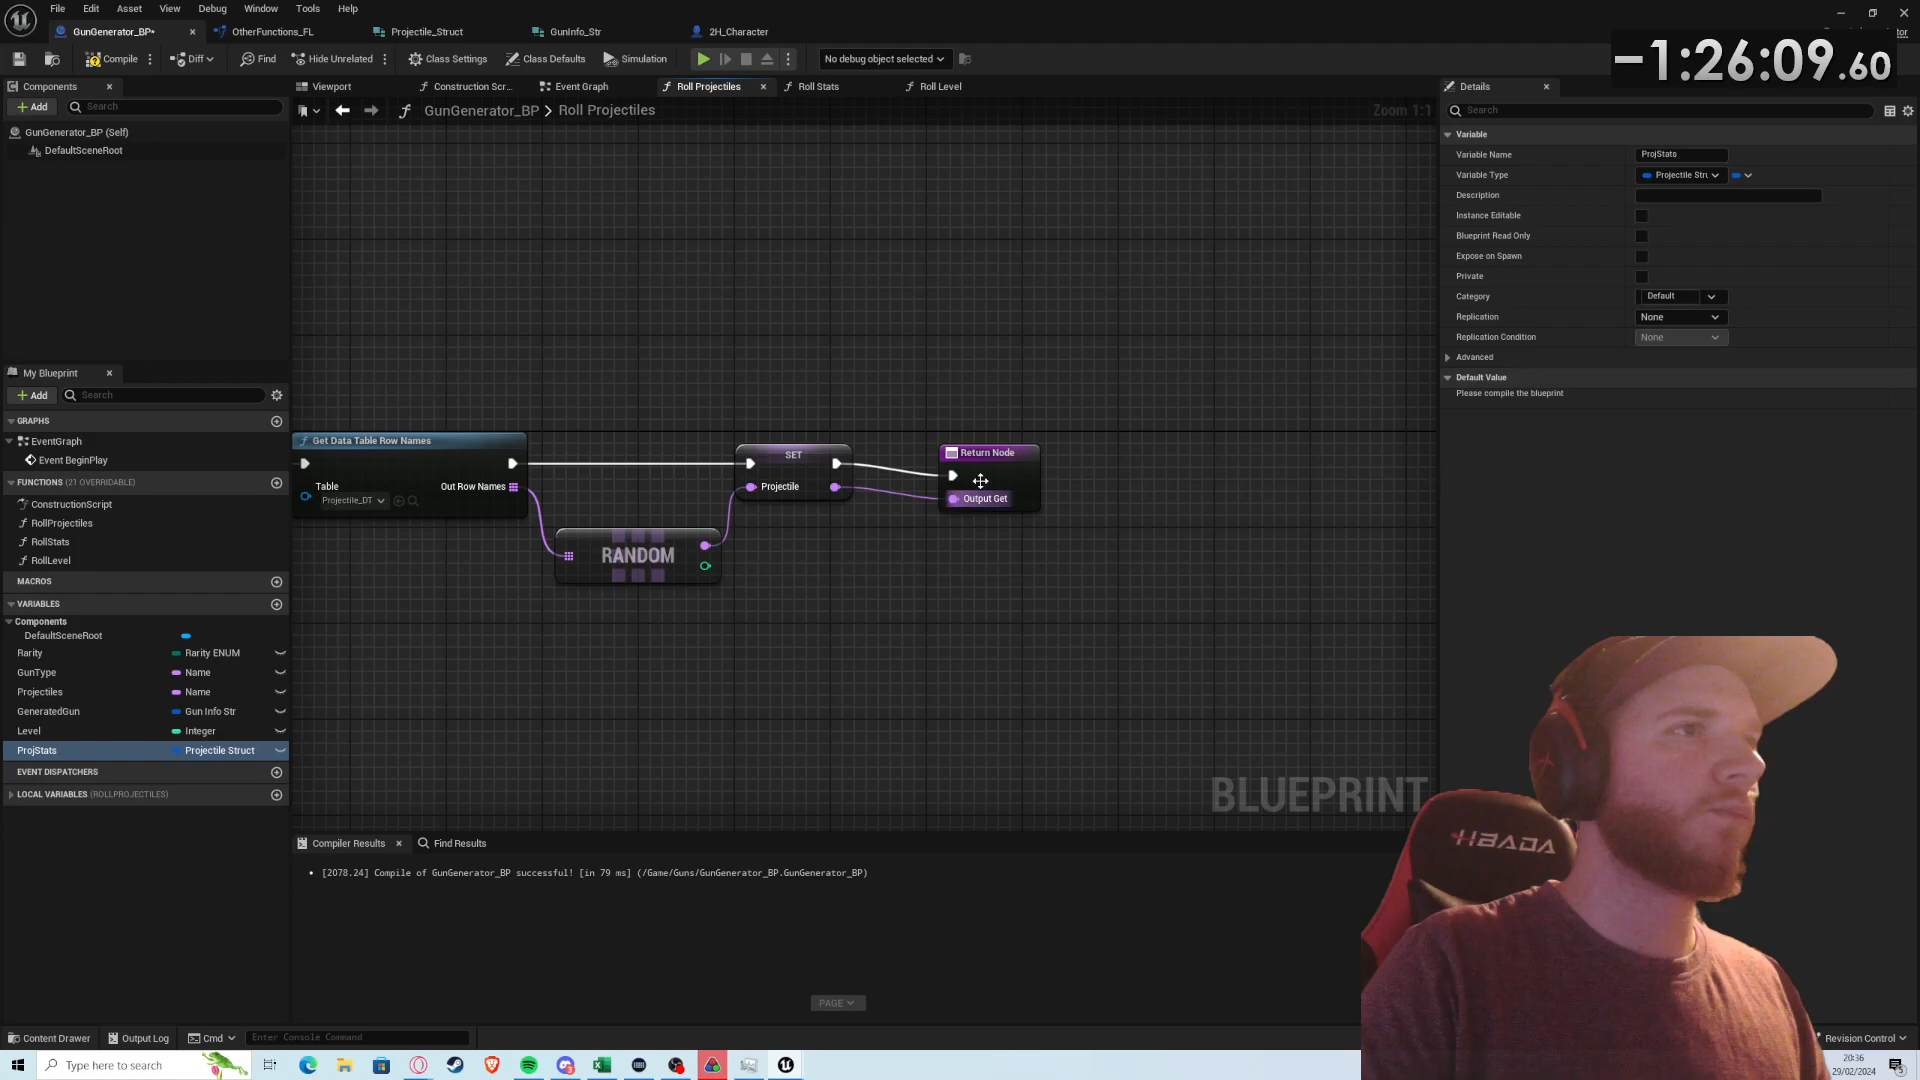 File Edit Asset View Debug Window Tools Help
GunGenerator_BP* OtherFunctions_FL Projectile_Struct GunInfo_Str 2H_Character
Compile Diff Find Hide Unrelated Class Settings Class Defaults Simulation No debug object selected
-1:26:09.60
Components
Add Search
GunGenerator_BP (Self)
DefaultSceneRoot
Viewport Construction Scr... Event Graph Roll Projectiles Roll Stats Roll Level
GunGenerator_BP > Roll Projectiles
Zoom 1:1
Get Data Table Row Names
Table
Projectile_DT
Out Row Names
RANDOM
SET
Projectile
Return Node
Output Get
BLUEPRINT
My Blueprint
Add Search
GRAPHS
EventGraph
Event BeginPlay
FUNCTIONS (21 OVERRIDABLE)
ConstructionScript
RollProjectiles
RollStats
RollLevel
MACROS
VARIABLES
Components
DefaultSceneRoot
Rarity Rarity ENUM
GunType Name
Projectiles Name
GeneratedGun Gun Info Str
Level Integer
ProjStats Projectile Struct
EVENT DISPATCHERS
LOCAL VARIABLES (ROLLPROJECTILES)
Details
Search
Variable
Variable Name ProjStats
Variable Type Projectile Stru
Description
Instance Editable
Blueprint Read Only
Expose on Spawn
Private
Category Default
Replication None
Replication Condition None
Advanced
Default Value
Please compile the blueprint
Compiler Results Find Results
[2078.24] Compile of GunGenerator_BP successful! [in 79 ms] (/Game/Guns/GunGenerator_BP.GunGenerator_BP)
PAGE
HBADA
Content Drawer Output Log Cmd Enter Console Command
Revision Control
Type here to search
20:36
29/02/2024